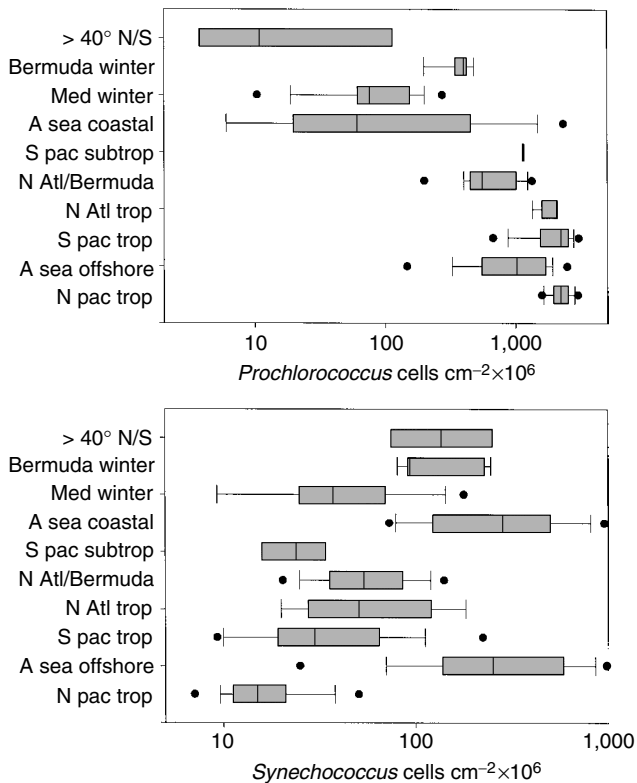 > 40° N/S
Bermuda winter
Med winter
A sea coastal
S pac subtrop
N Atl/Bermuda
N Atl trop
S pac trop
A sea offshore
N pac trop
10 100 1,000
Prochlorococcus cells cm⁻²×10⁶
> 40° N/S
Bermuda winter
Med winter
A sea coastal
S pac subtrop
N Atl/Bermuda
N Atl trop
S pac trop
A sea offshore
N pac trop
10 100 1,000
Synechococcus cells cm⁻²×10⁶